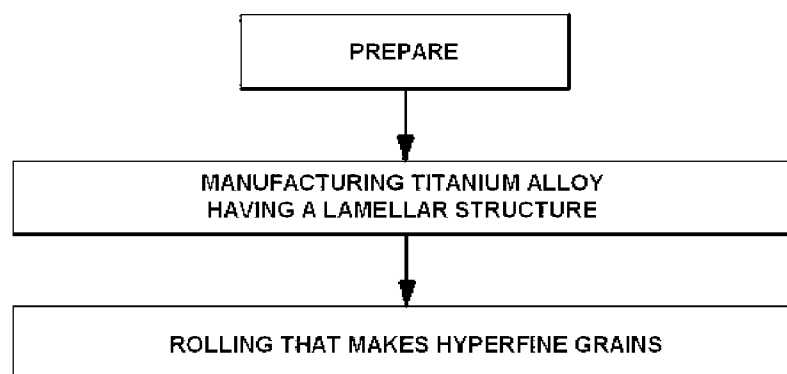 PREPARE
MANUFACTURING TITANIUM ALLOY
HAVING A LAMELLAR STRUCTURE
ROLLING THAT MAKES HYPERFINE GRAINS